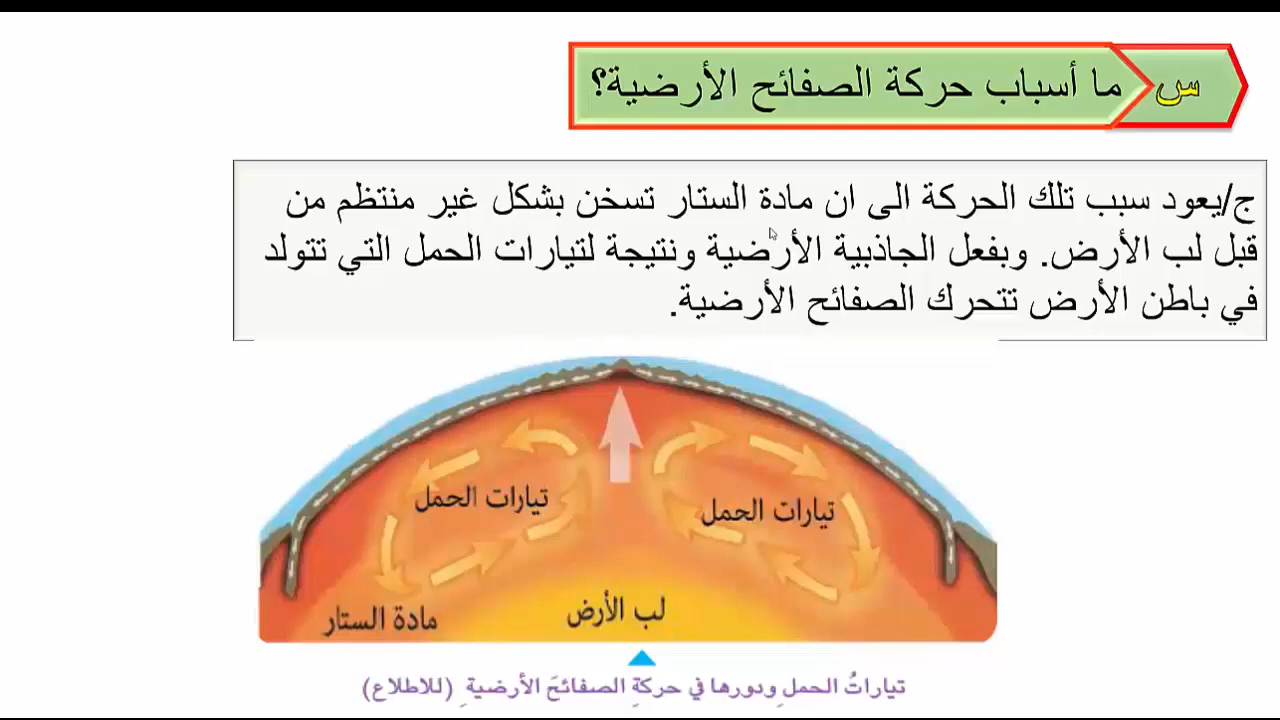 س ما أسباب حركة الصفائح الأرضية؟
ج/يعود سبب تلك الحركة الى ان مادة الستار تسخن بشكل غير منتظم من
قبل لب الأرض. وبفعل الجاذبية الأرضية ونتيجة لتيارات الحمل التي تتولد
في باطن الأرض تتحرك الصفائح الأرضية.
تيارات الحمل
تيارات الحمل
لب الأرض
مادة الستار
تياراتُ الحملِ ودورها في حركةِ الصفائحَ الأرضيةِ (للاطلاع)